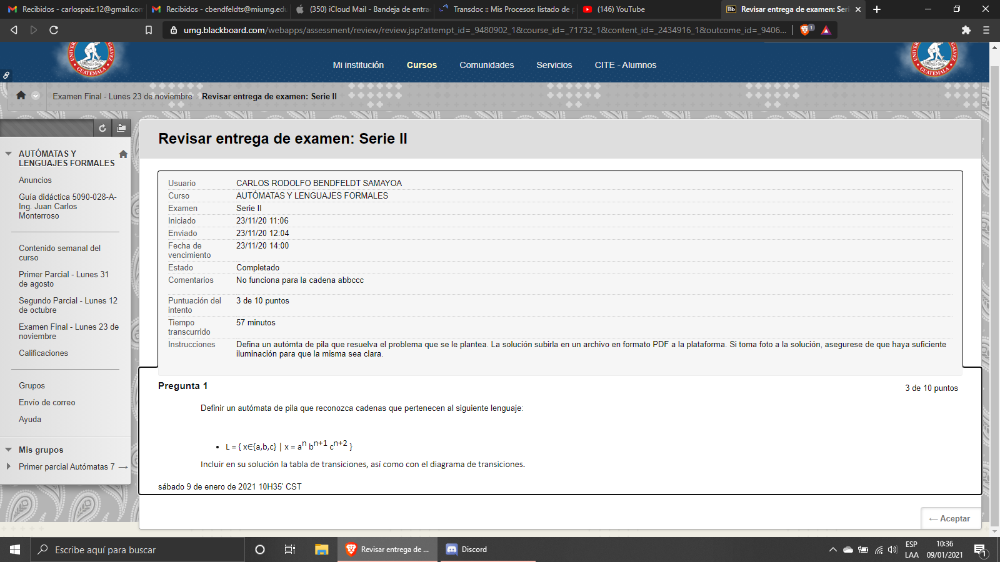 Recibidos - carlospaiz.12@gmail.com
Recibidos - cbendfeldts@miumg.edu
(350) iCloud Mail - Bandeja de entra
Transdoc :: Mis Procesos: listado de p
(146) YouTube
Bb Revisar entrega de examen: Seri
umg.blackboard.com/webapps/assessment/review/review.jsp?attempt_id=_9480902_1&course_id=_71732_1&content_id=_2434916_1&outcome_id=_9406...
1
Mi institución Cursos Comunidades Servicios CITE - Alumnos
GUATEMALA
GUATEMALA
Examen Final - Lunes 23 de noviembre Revisar entrega de examen: Serie II
AUTÓMATAS Y
LENGUAJES FORMALES
Anuncios
Guía didáctica 5090-028-A-
Ing. Juan Carlos
Monterroso
Contenido semanal del
curso
Primer Parcial - Lunes 31
de agosto
Segundo Parcial - Lunes 12
de octubre
Examen Final - Lunes 23 de
noviembre
Calificaciones
Grupos
Envío de correo
Ayuda
Mis grupos
Primer parcial Autómatas 7
Revisar entrega de examen: Serie II
Usuario CARLOS RODOLFO BENDFELDT SAMAYOA
Curso AUTÓMATAS Y LENGUAJES FORMALES
Examen Serie II
Iniciado 23/11/20 11:06
Enviado 23/11/20 12:04
Fecha de
vencimiento 23/11/20 14:00
Estado Completado
Comentarios No funciona para la cadena abbccc
Puntuación del
intento 3 de 10 puntos
Tiempo
transcurrido 57 minutos
Instrucciones Defina un autómta de pila que resuelva el problema que se le plantea. La solución subirla en un archivo en formato PDF a la plataforma. Si toma foto a la solución, asegurese de que haya suficiente
iluminación para que la misma sea clara.
Pregunta 1
3 de 10 puntos
Definir un autómata de pila que reconozca cadenas que pertenecen al siguiente lenguaje:
• L = { x∈{a,b,c} | x = aⁿ bⁿ⁺¹ cⁿ⁺² }
Incluir en su solución la tabla de transiciones, así como con el diagrama de transiciones.
sábado 9 de enero de 2021 10H35' CST
← Aceptar
Escribe aquí para buscar
Revisar entrega de ...
Discord
ESP
LAA
10:36
09/01/2021
1